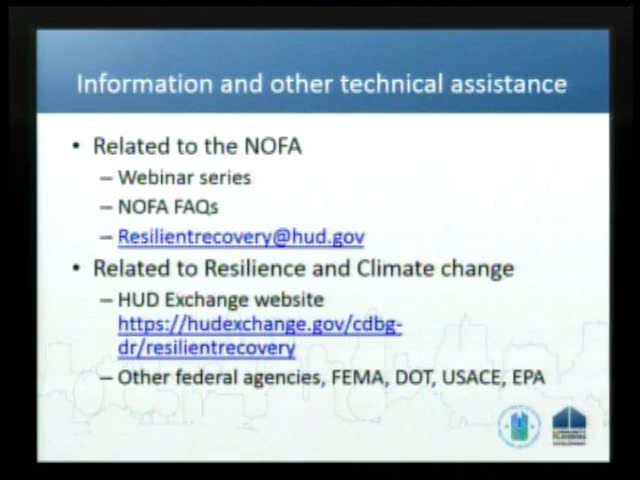 Information and other technical assistance
• Related to the NOFA
– Webinar series
– NOFA FAQs
– Resilientrecovery@hud.gov
• Related to Resilience and Climate change
– HUD Exchange website
https://hudexchange.gov/cdbg-
dr/resilientrecovery
– Other federal agencies, FEMA, DOT, USACE, EPA